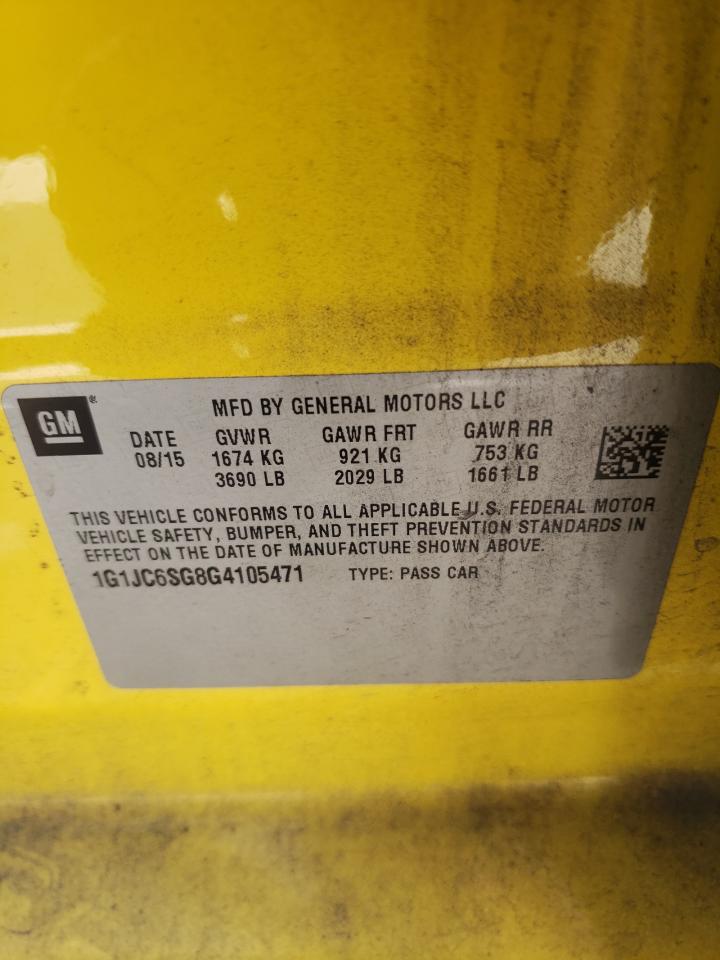 GM ®
MFD BY GENERAL MOTORS LLC
DATE GVWR GAWR FRT GAWR RR
08/15 1674 KG 921 KG 753 KG
3690 LB 2029 LB 1661 LB
THIS VEHICLE CONFORMS TO ALL APPLICABLE U.S. FEDERAL MOTOR
VEHICLE SAFETY, BUMPER, AND THEFT PREVENTION STANDARDS IN
EFFECT ON THE DATE OF MANUFACTURE SHOWN ABOVE.
1G1JC6SG8G4105471 TYPE: PASS CAR